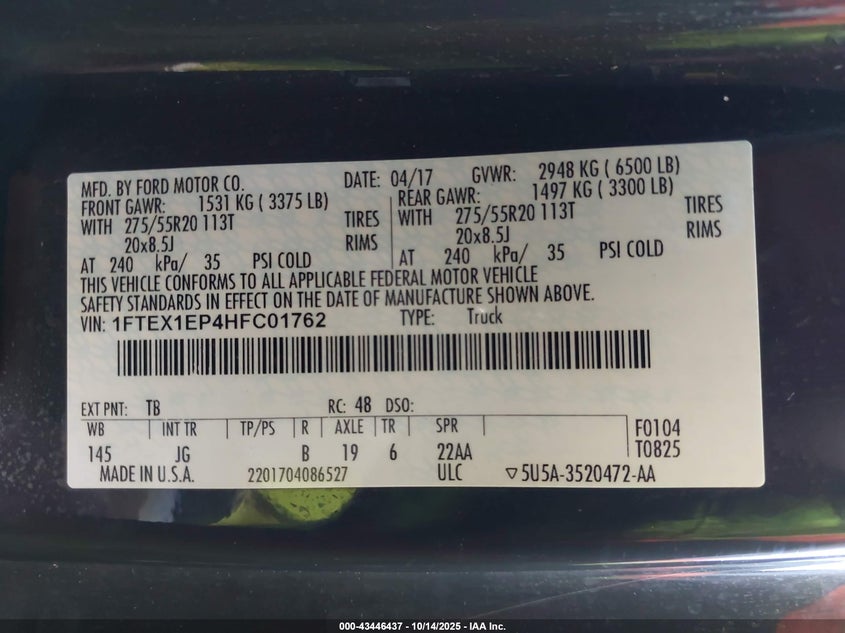 MFD. BY FORD MOTOR CO.
DATE: 04/17 GVWR: 2948 KG ( 6500 LB)
FRONT GAWR: 1531 KG ( 3375 LB)
WITH 275/55R20 113T TIRES
20x8.5J RIMS
AT 240 kPa/ 35 PSI COLD
REAR GAWR: 1497 KG ( 3300 LB)
WITH 275/55R20 113T TIRES
20x8.5J RIMS
AT 240 kPa/ 35 PSI COLD
THIS VEHICLE CONFORMS TO ALL APPLICABLE FEDERAL MOTOR VEHICLE
SAFETY STANDARDS IN EFFECT ON THE DATE OF MANUFACTURE SHOWN ABOVE.
VIN: 1FTEX1EP4HFC01762 TYPE: Truck
EXT PNT: TB RC: 48 DSO:
WB INT TR TP/PS R AXLE TR SPR F0104
145 JG B 19 6 22AA T0825
MADE IN U.S.A. 2201704086527 ULC ▽5U5A-3520472-AA
000-43446437 - 10/14/2025 - IAA Inc.